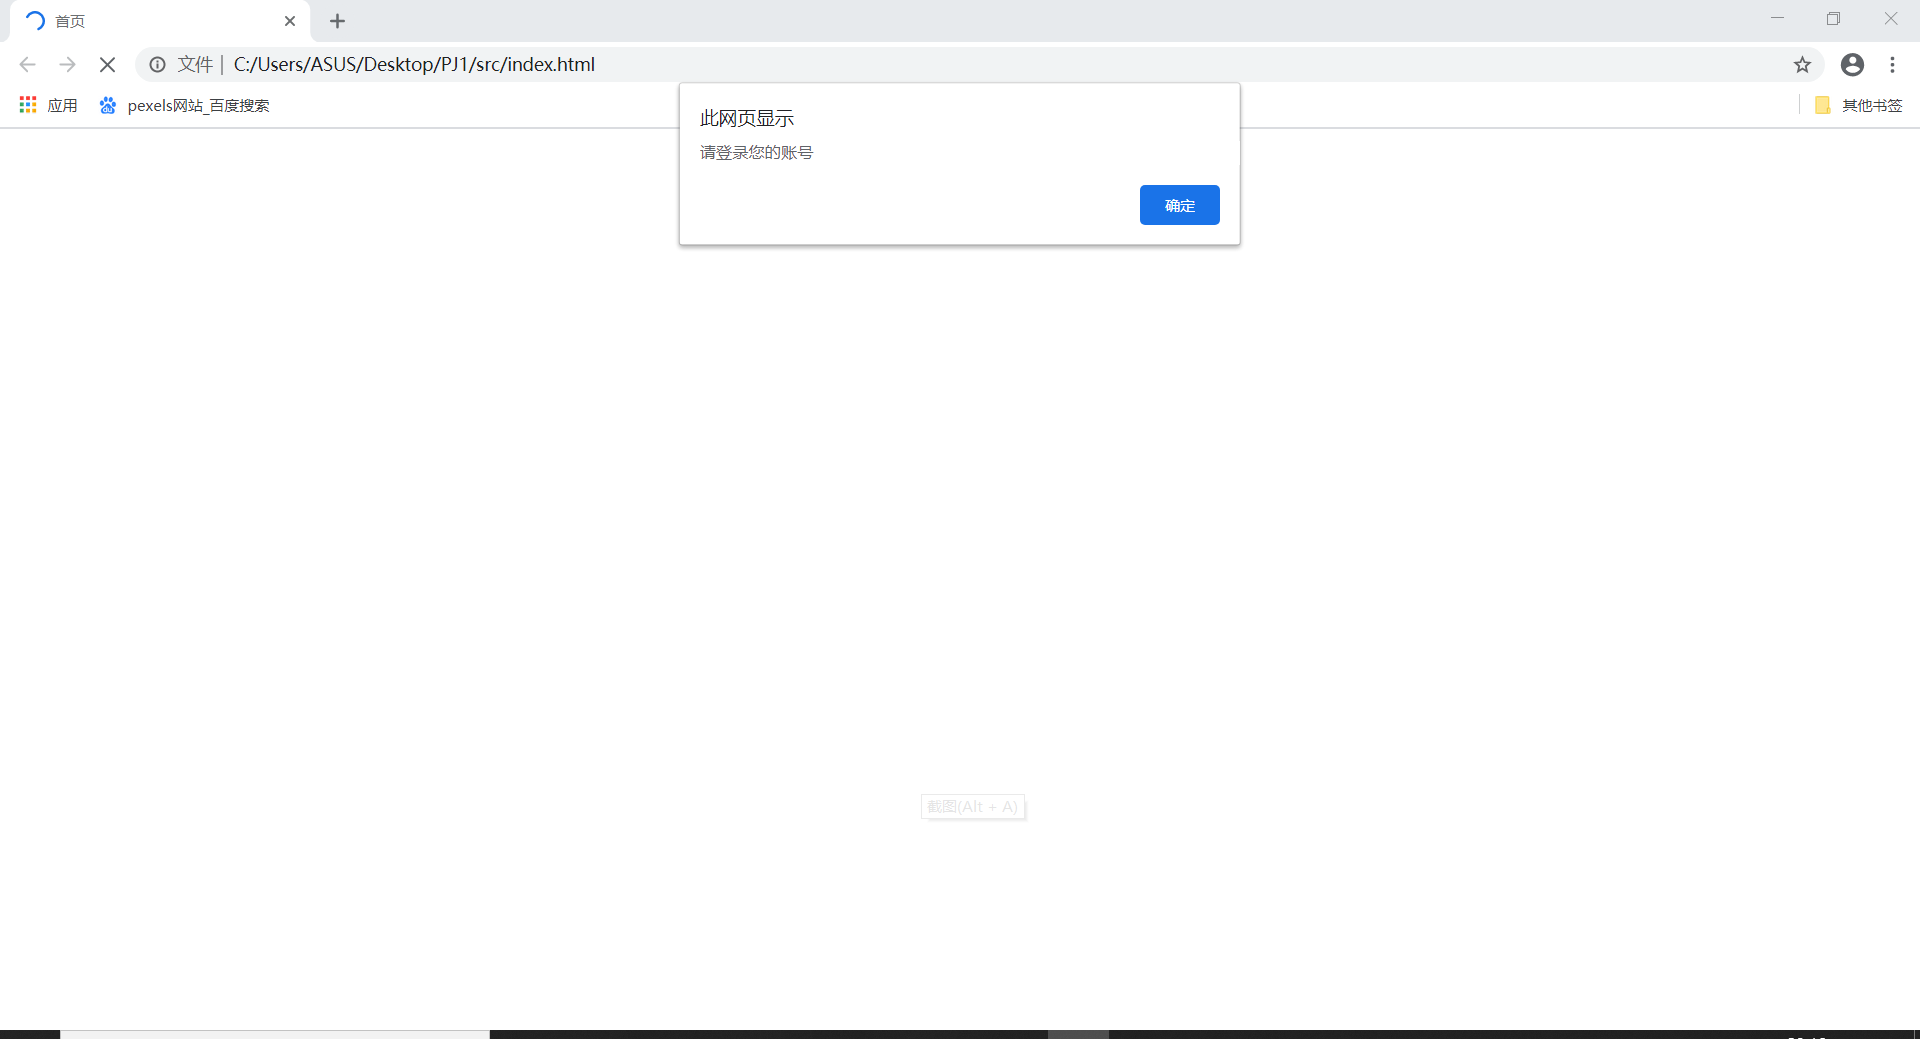 首页
文件 | C:/Users/ASUS/Desktop/PJ1/src/index.html
应用 pexels网站_百度搜索 其他书签
此网页显示
请登录您的账号
确定
截图(Alt + A)